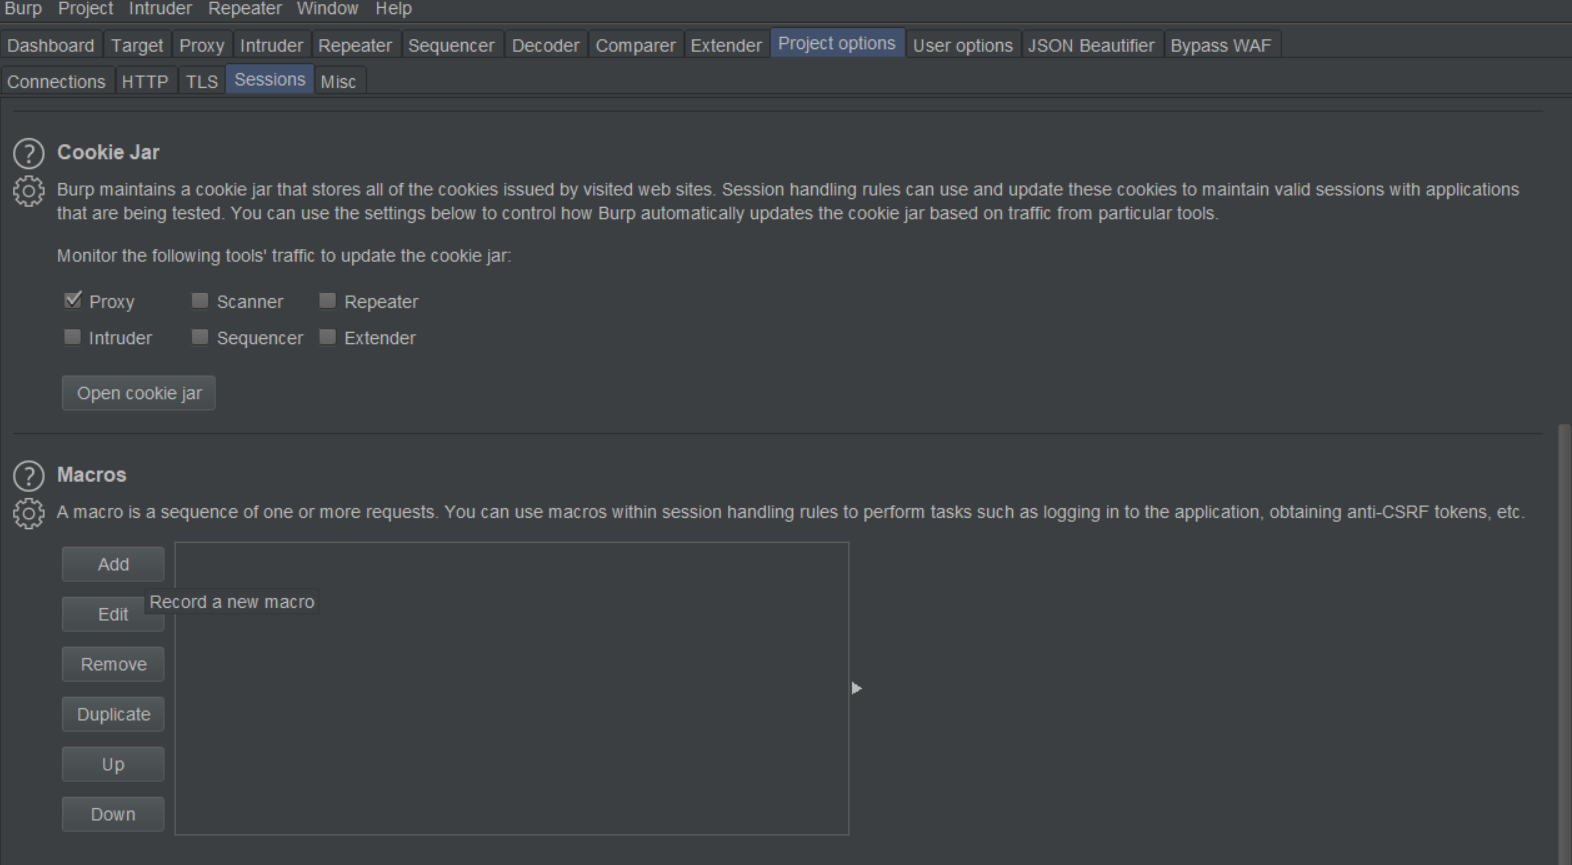 Burp Project Intruder Repeater Window Help
Dashboard Target Proxy Intruder Repeater Sequencer Decoder Comparer Extender Project options User options JSON Beautifier Bypass WAF
Connections HTTP TLS Sessions Misc
? Cookie Jar
Burp maintains a cookie jar that stores all of the cookies issued by visited web sites. Session handling rules can use and update these cookies to maintain valid sessions with applications
that are being tested. You can use the settings below to control how Burp automatically updates the cookie jar based on traffic from particular tools.
Monitor the following tools' traffic to update the cookie jar:
Proxy Scanner Repeater
Intruder Sequencer Extender
Open cookie jar
? Macros
A macro is a sequence of one or more requests. You can use macros within session handling rules to perform tasks such as logging in to the application, obtaining anti-CSRF tokens, etc.
Add
Record a new macro
Edit
Remove
Duplicate
Up
Down